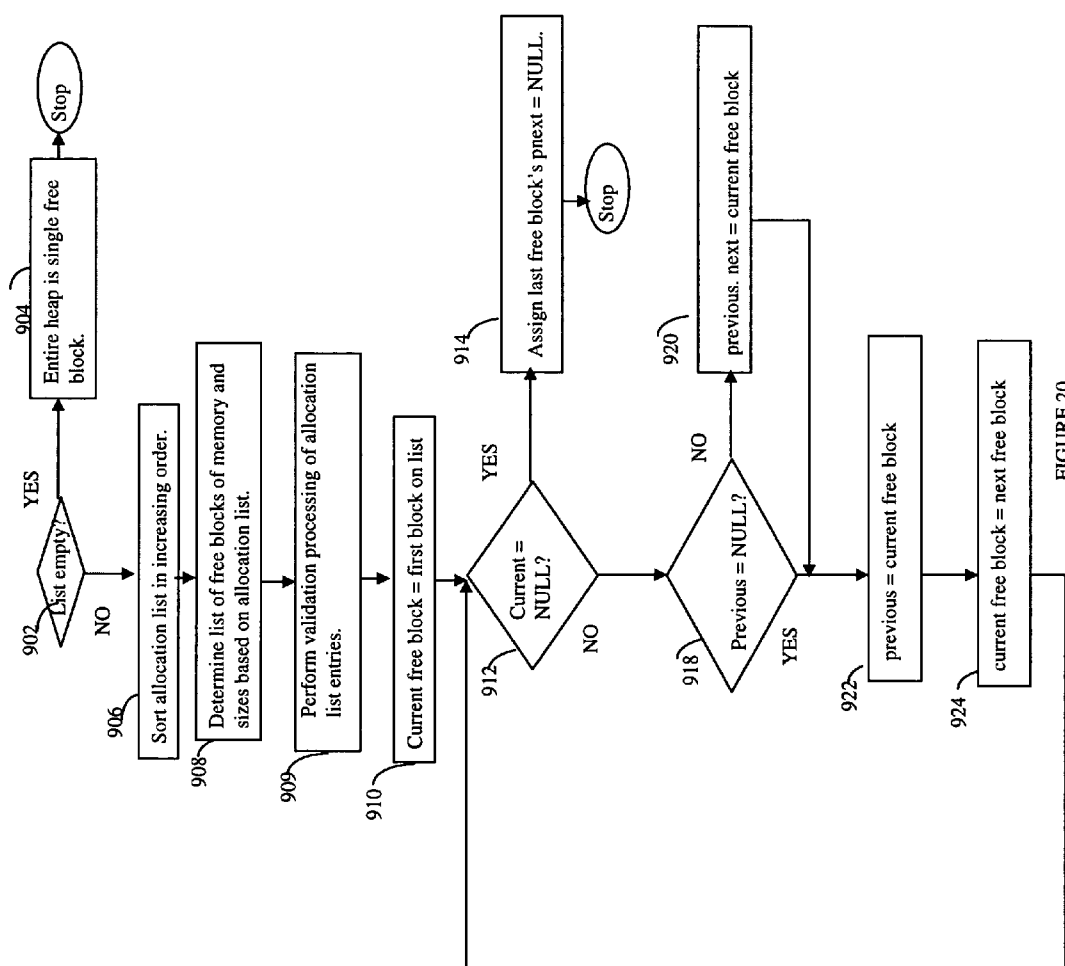 902
List empty?
YES
NO
904
Entire heap is single free
block.
Stop
906
Sort allocation list in increasing order.
908
Determine list of free blocks of memory and
sizes based on allocation list.
909
Perform validation processing of allocation
list entries.
910
Current free block = first block on list
912
Current =
NULL?
YES
NO
914
Assign last free block's pnext = NULL.
Stop
918
Previous = NULL?
NO
YES
920
previous. next = current free block
922
previous = current free block
924
current free block = next free block
FIGURE 20